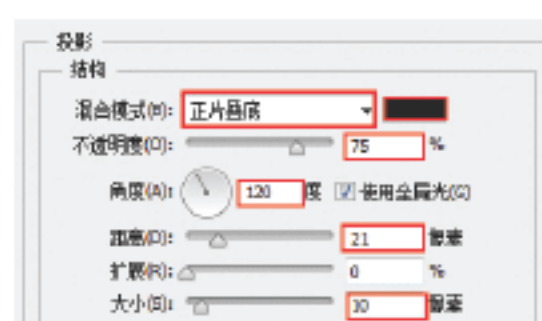 投影
结构
混合模式(B): 正片叠底
不透明度(O): 75 %
角度(A): 120 度 使用全局光(G)
距离(D): 21 像素
扩展(R): 0 %
大小(S): 10 像素